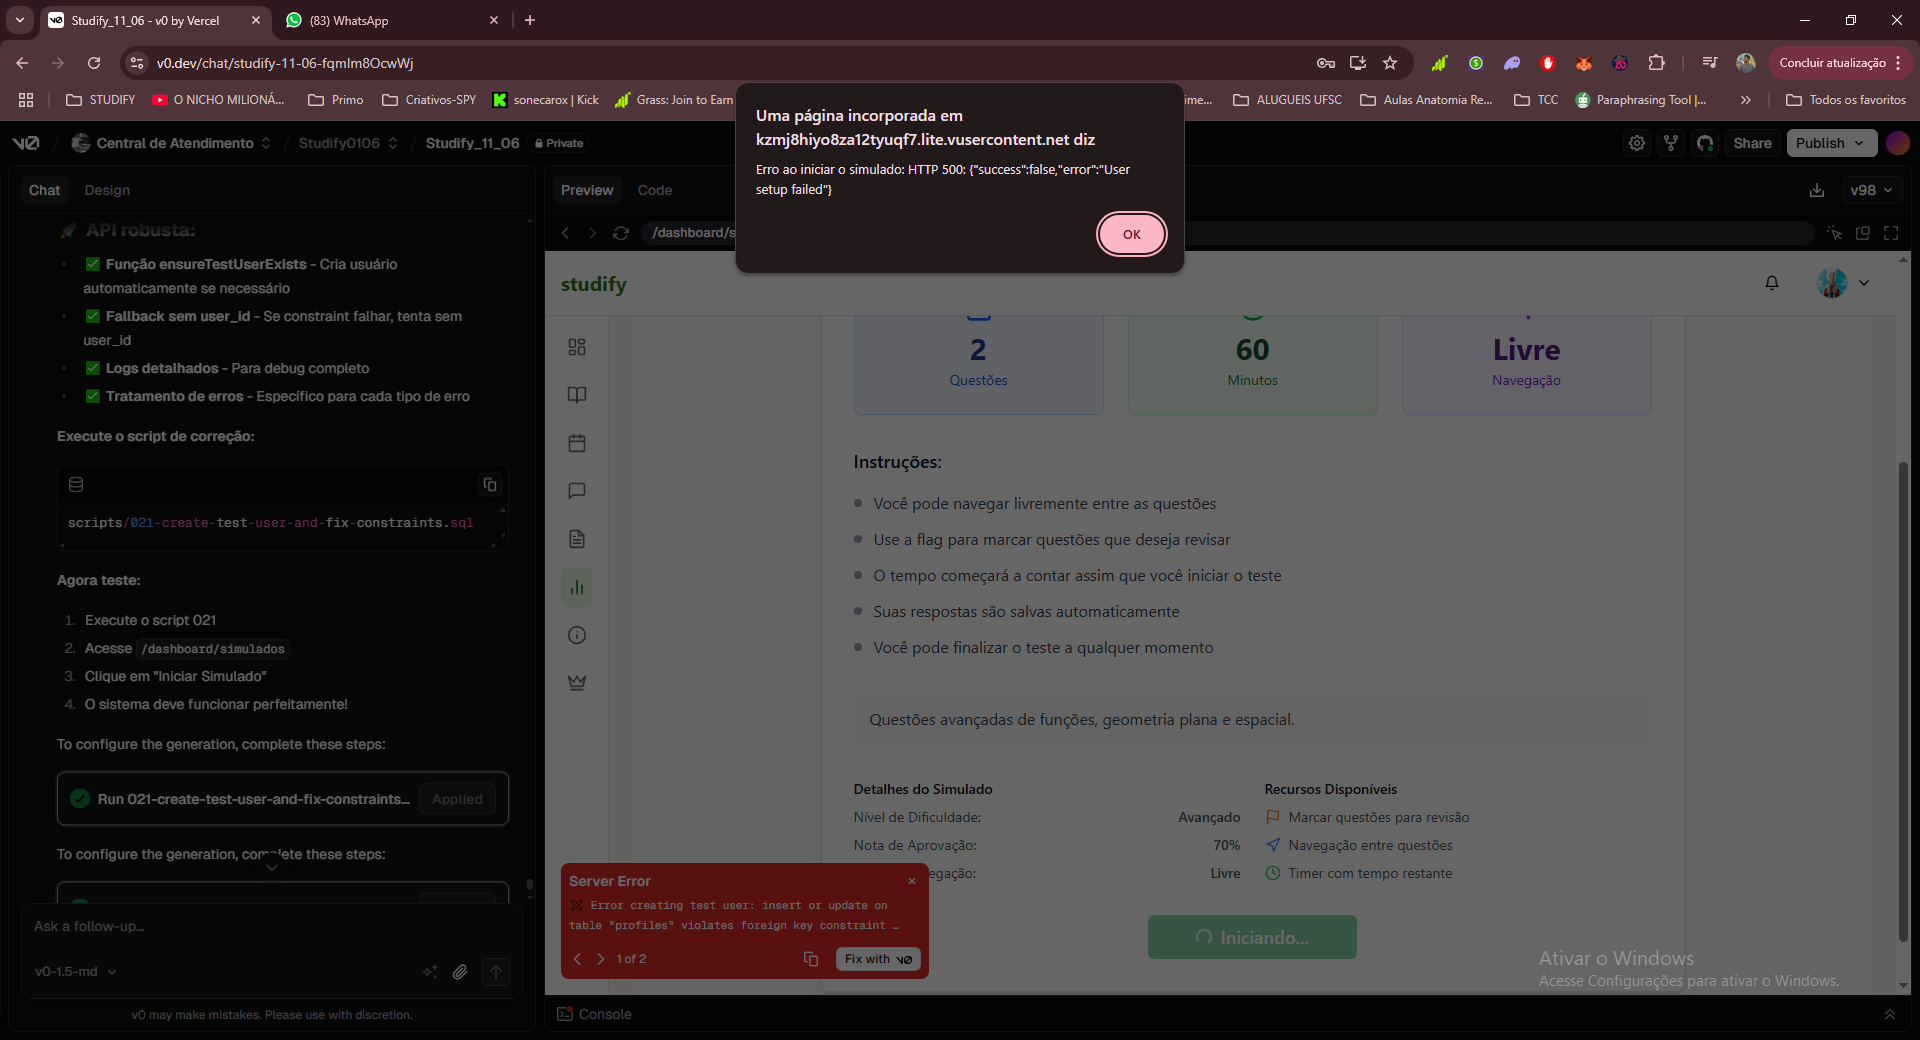 Studify_11_06 - v0 by Vercel
(83) WhatsApp
v0.dev/chat/studify-11-06-fqmIm8OcwWj
Concluir atualização
STUDIFY
O NICHO MILIONÁ...
Primo
Criativos-SPY
sonecarox | Kick
Grass: Join to Earn
ime...
ALUGUEIS UFSC
Aulas Anatomia Re...
TCC
Paraphrasing Tool |...
Todos os favoritos
Uma página incorporada em
kzmj8hiyo8za12tyuqf7.lite.vusercontent.net diz
Erro ao iniciar o simulado: HTTP 500: {"success":false,"error":"User
setup failed"}
OK
Central de Atendimento
/
Studify0106
/
Studify_11_06
Private
Share
Publish
Chat
Design
Preview
Code
v98
/dashboard/s
🚀 API robusta:
✅ Função ensureTestUserExists - Cria usuário
automaticamente se necessário
✅ Fallback sem user_id - Se constraint falhar, tenta sem
user_id
✅ Logs detalhados - Para debug completo
✅ Tratamento de erros - Específico para cada tipo de erro
Execute o script de correção:
scripts/021-create-test-user-and-fix-constraints.sql
Agora teste:
1. Execute o script 021
2. Acesse /dashboard/simulados
3. Clique em "Iniciar Simulado"
4. O sistema deve funcionar perfeitamente!
To configure the generation, complete these steps:
Run 021-create-test-user-and-fix-constraints...
Applied
To configure the generation, complete these steps:
Ask a follow-up...
v0-1.5-md
v0 may make mistakes. Please use with discretion.
studify
2
Questões
60
Minutos
Livre
Navegação
Instruções:
Você pode navegar livremente entre as questões
Use a flag para marcar questões que deseja revisar
O tempo começará a contar assim que você iniciar o teste
Suas respostas são salvas automaticamente
Você pode finalizar o teste a qualquer momento
Questões avançadas de funções, geometria plana e espacial.
Detalhes do Simulado
Nível de Dificuldade:
Avançado
Nota de Aprovação:
70%
egação:
Livre
Recursos Disponíveis
Marcar questões para revisão
Navegação entre questões
Timer com tempo restante
Iniciando...
Server Error
❌ Error creating test user: insert or update on
table "profiles" violates foreign key constraint …
1 of 2
Fix with v0
Ativar o Windows
Acesse Configurações para ativar o Windows.
Console